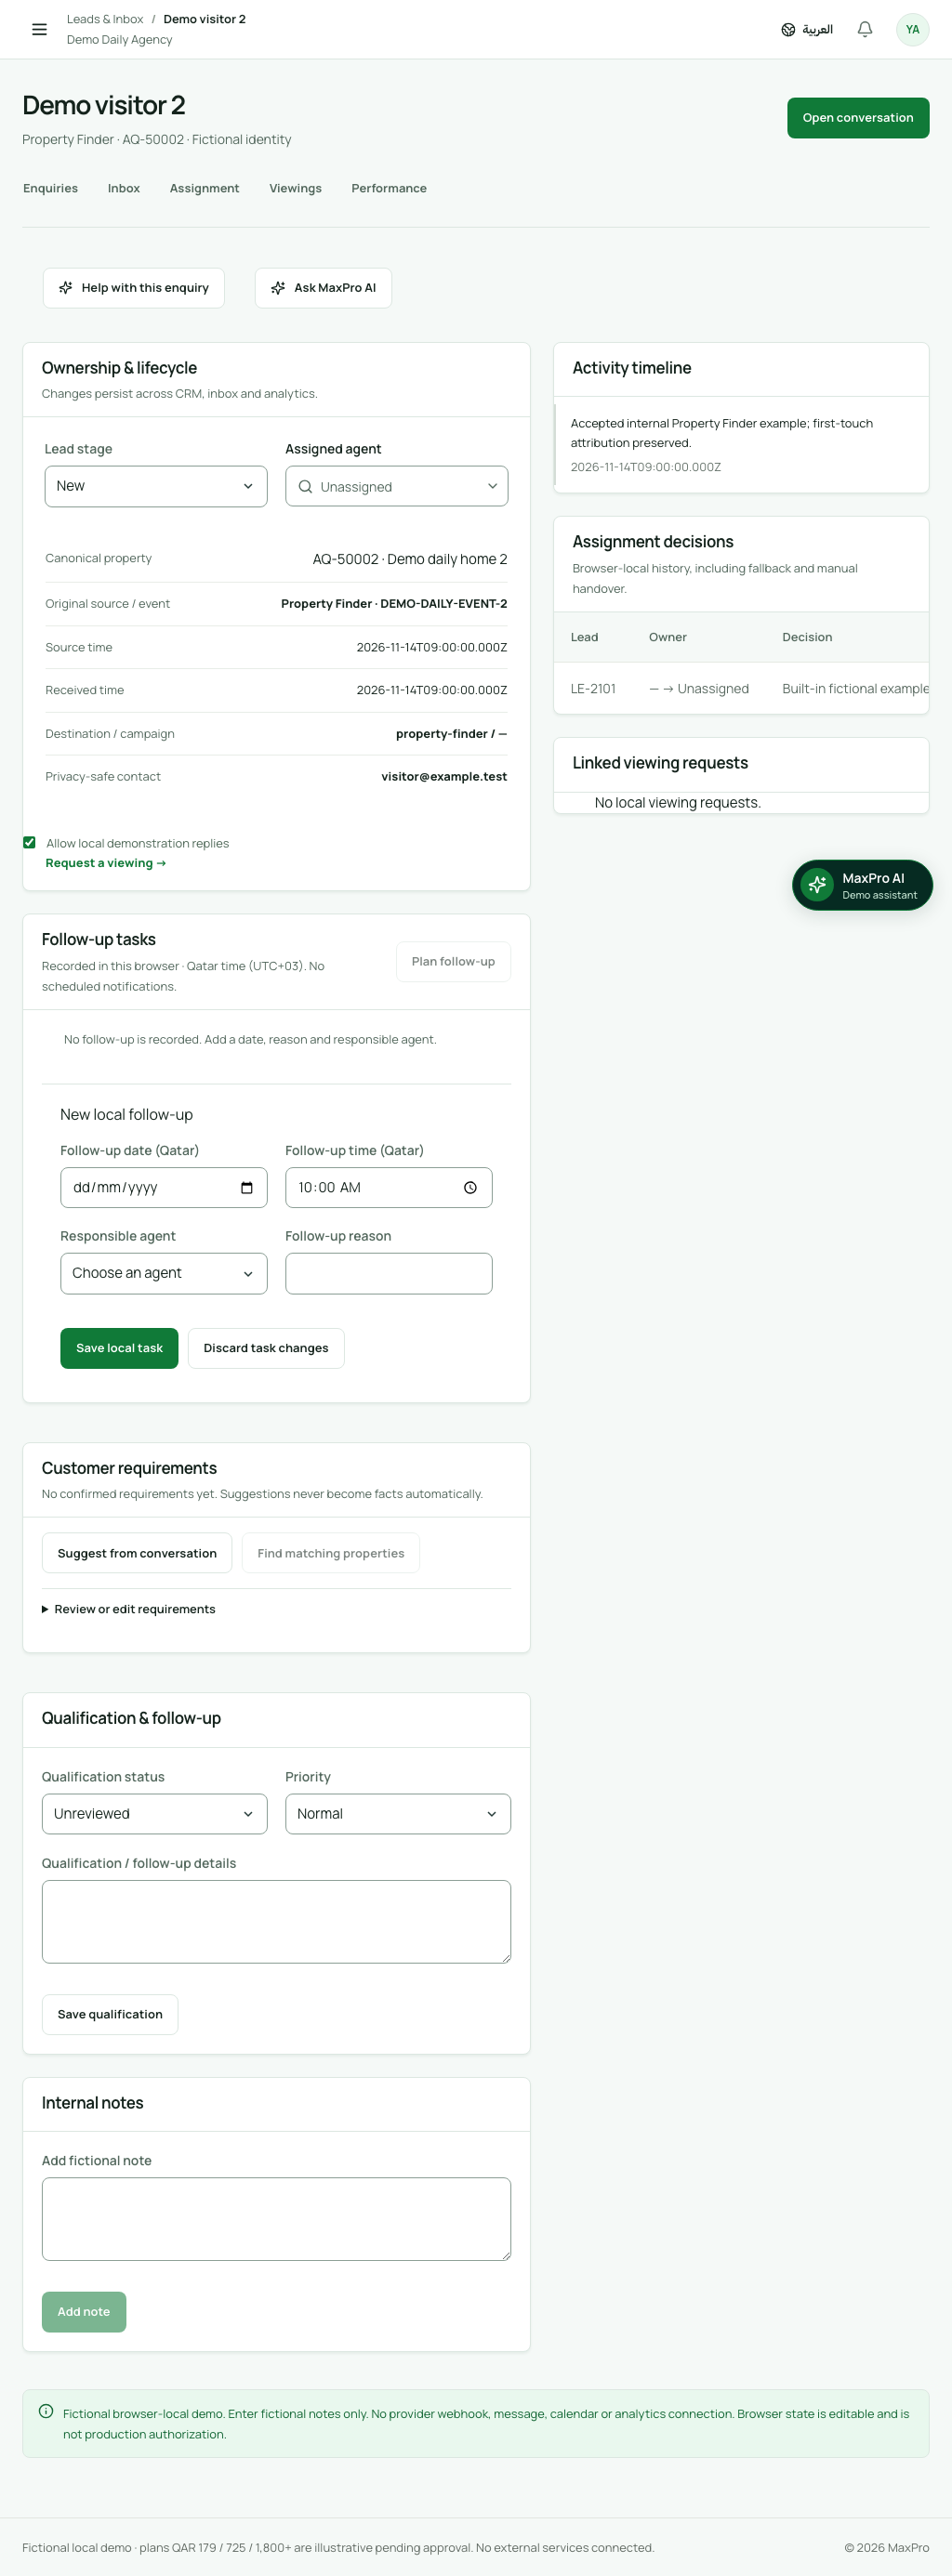 Leads & Inbox / Demo visitor 2
Demo Daily Agency
العربية
YA
Demo visitor 2
Property Finder · AQ-50002 · Fictional identity
Open conversation
Enquiries Inbox Assignment Viewings Performance
Help with this enquiry
Ask MaxPro AI
Ownership & lifecycle
Changes persist across CRM, inbox and analytics.
Lead stage
New
Assigned agent
Unassigned
Canonical property AQ-50002 · Demo daily home 2
Original source / event Property Finder · DEMO-DAILY-EVENT-2
Source time 2026-11-14T09:00:00.000Z
Received time 2026-11-14T09:00:00.000Z
Destination / campaign property-finder / —
Privacy-safe contact visitor@example.test
Allow local demonstration replies
Request a viewing →
Activity timeline
Accepted internal Property Finder example; first-touch
attribution preserved.
2026-11-14T09:00:00.000Z
Assignment decisions
Browser-local history, including fallback and manual
handover.
Lead Owner Decision
LE-2101 — → Unassigned Built-in fictional example
Linked viewing requests
No local viewing requests.
MaxPro AI
Demo assistant
Follow-up tasks
Recorded in this browser · Qatar time (UTC+03). No
scheduled notifications.
Plan follow-up
No follow-up is recorded. Add a date, reason and responsible agent.
New local follow-up
Follow-up date (Qatar)
dd/mm/yyyy
Follow-up time (Qatar)
10:00 AM
Responsible agent
Choose an agent
Follow-up reason
Save local task
Discard task changes
Customer requirements
No confirmed requirements yet. Suggestions never become facts automatically.
Suggest from conversation
Find matching properties
Review or edit requirements
Qualification & follow-up
Qualification status
Unreviewed
Priority
Normal
Qualification / follow-up details
Save qualification
Internal notes
Add fictional note
Add note
Fictional browser-local demo. Enter fictional notes only. No provider webhook, message, calendar or analytics connection. Browser state is editable and is
not production authorization.
Fictional local demo · plans QAR 179 / 725 / 1,800+ are illustrative pending approval. No external services connected.
© 2026 MaxPro